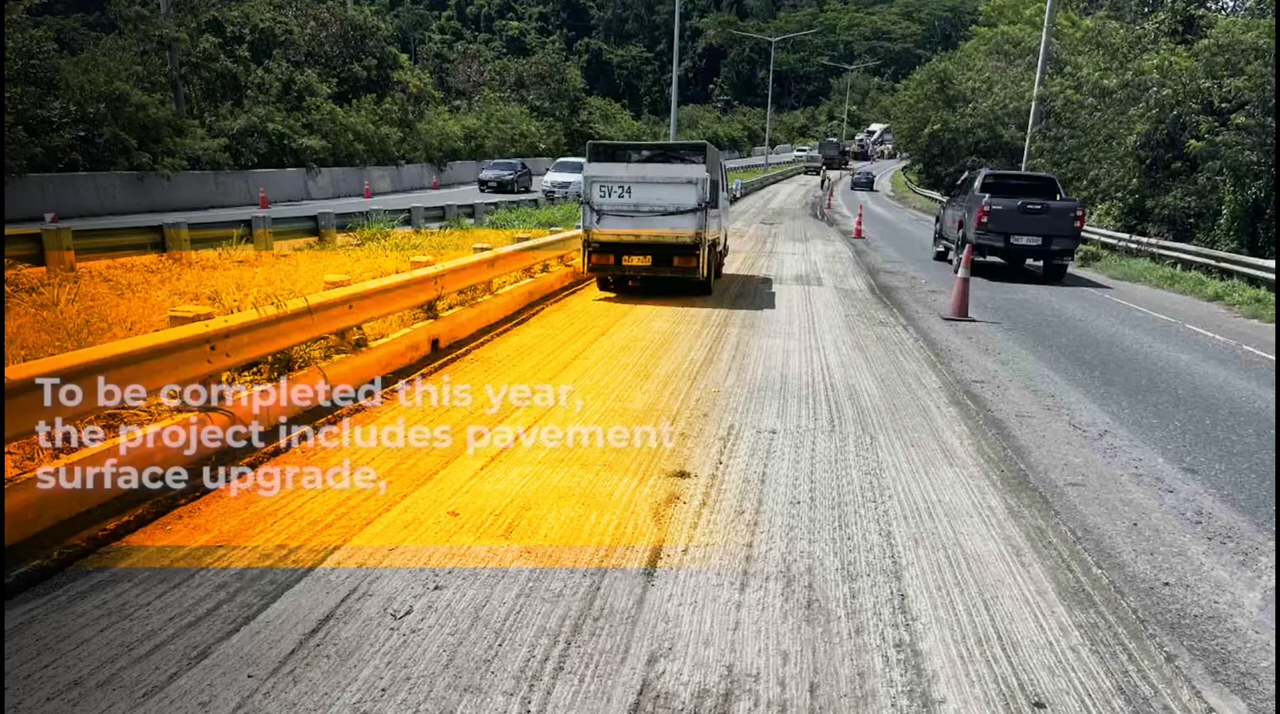 SV-24
To be completed this year,
the project includes pavement
surface upgrade,